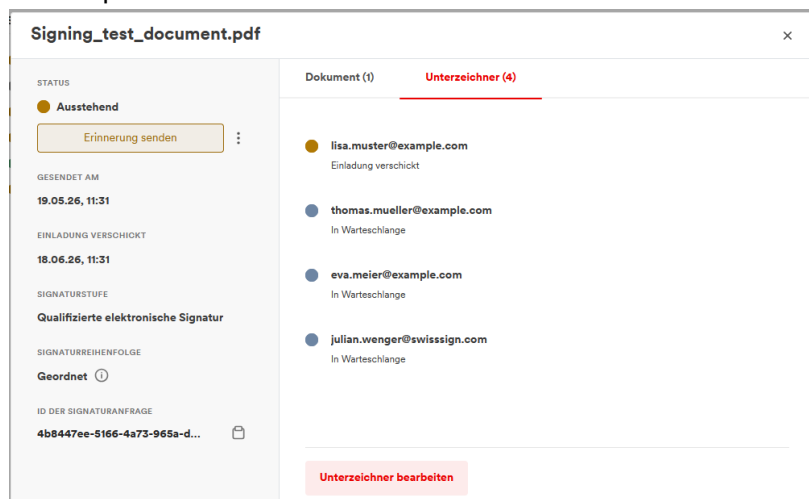 Signing_test_document.pdf
STATUS
Ausstehend
Erinnerung senden
GESENDET AM
19.05.26, 11:31
EINLADUNG VERSCHICKT
18.06.26, 11:31
SIGNATURSTUFE
Qualifizierte elektronische Signatur
SIGNATURREIHENFOLGE
Geordnet
ID DER SIGNATURANFRAGE
4b8447ee-5166-4a73-965a-d...
Dokument (1) Unterzeichner (4)
lisa.muster@example.com
Einladung verschickt
thomas.mueller@example.com
In Warteschlange
eva.meier@example.com
In Warteschlange
julian.wenger@swisssign.com
In Warteschlange
Unterzeichner bearbeiten